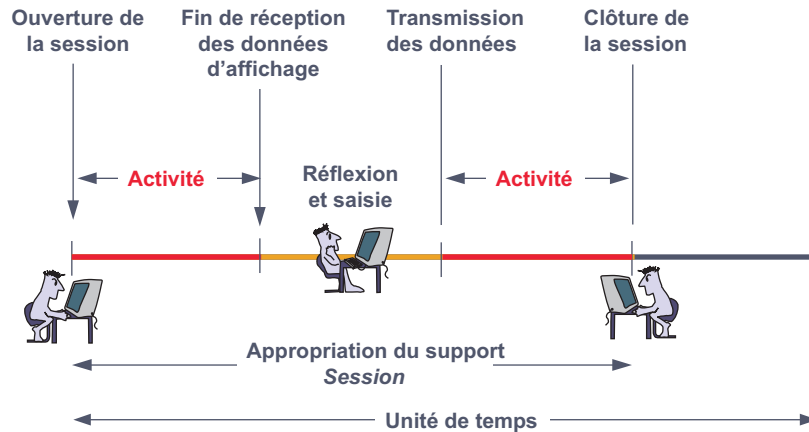 Ouverture de
la session
Fin de réception
des données
d'affichage
Transmission
des données
Clôture de
la session
Activité
Réflexion
et saisie
Activité
Appropriation du support
Session
Unité de temps